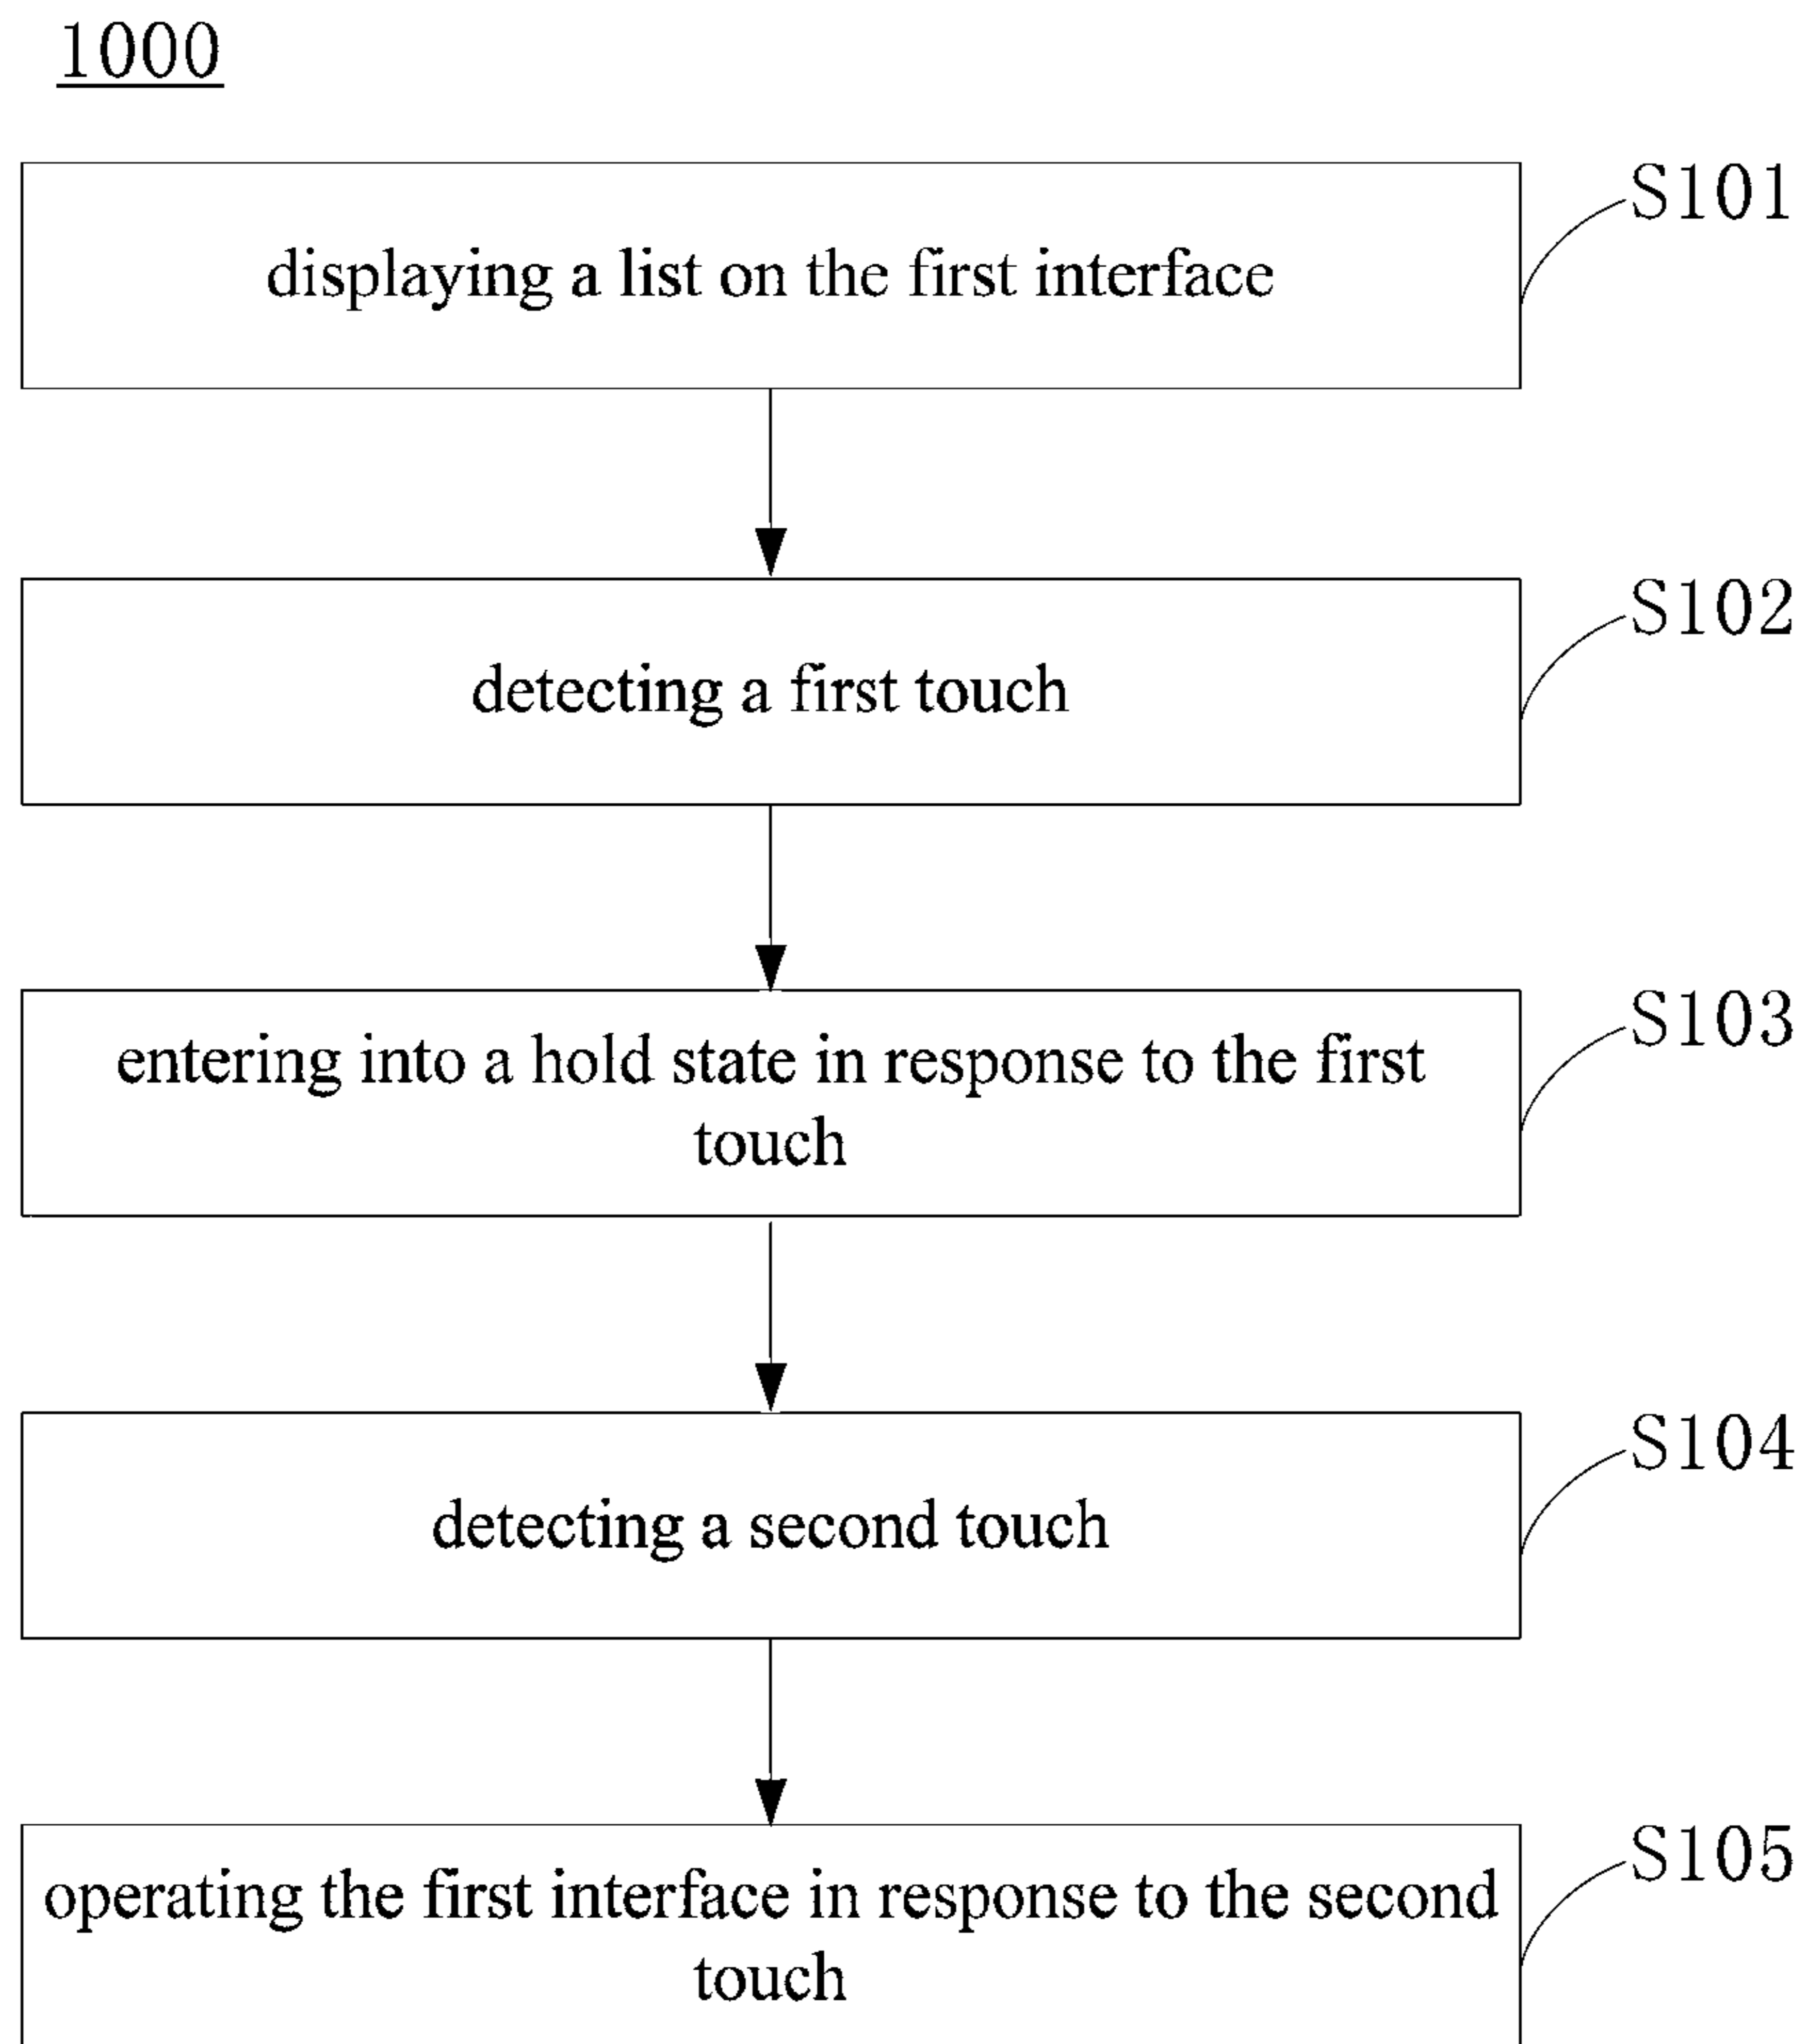 1000
displaying a list on the first interface
S101
detecting a first touch
S102
entering into a hold state in response to the first
touch
S103
detecting a second touch
S104
operating the first interface in response to the second
touch
S105